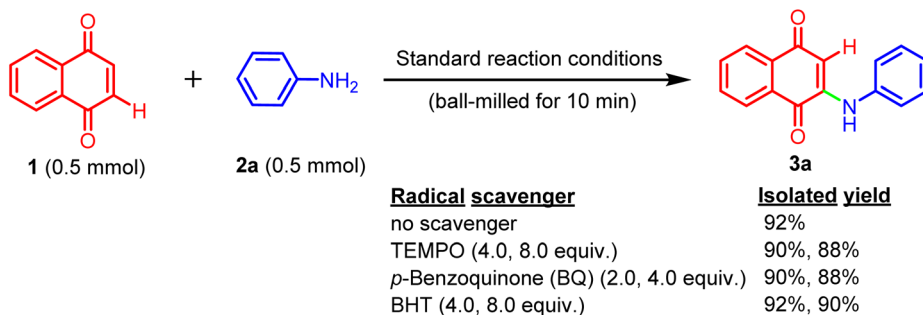 O
H
O
1 (0.5 mmol)
+
NH₂
2a (0.5 mmol)
Standard reaction conditions
(ball-milled for 10 min)
O
H
N
H
O
3a
Radical scavenger Isolated yield
no scavenger 92%
TEMPO (4.0, 8.0 equiv.) 90%, 88%
p-Benzoquinone (BQ) (2.0, 4.0 equiv.) 90%, 88%
BHT (4.0, 8.0 equiv.) 92%, 90%